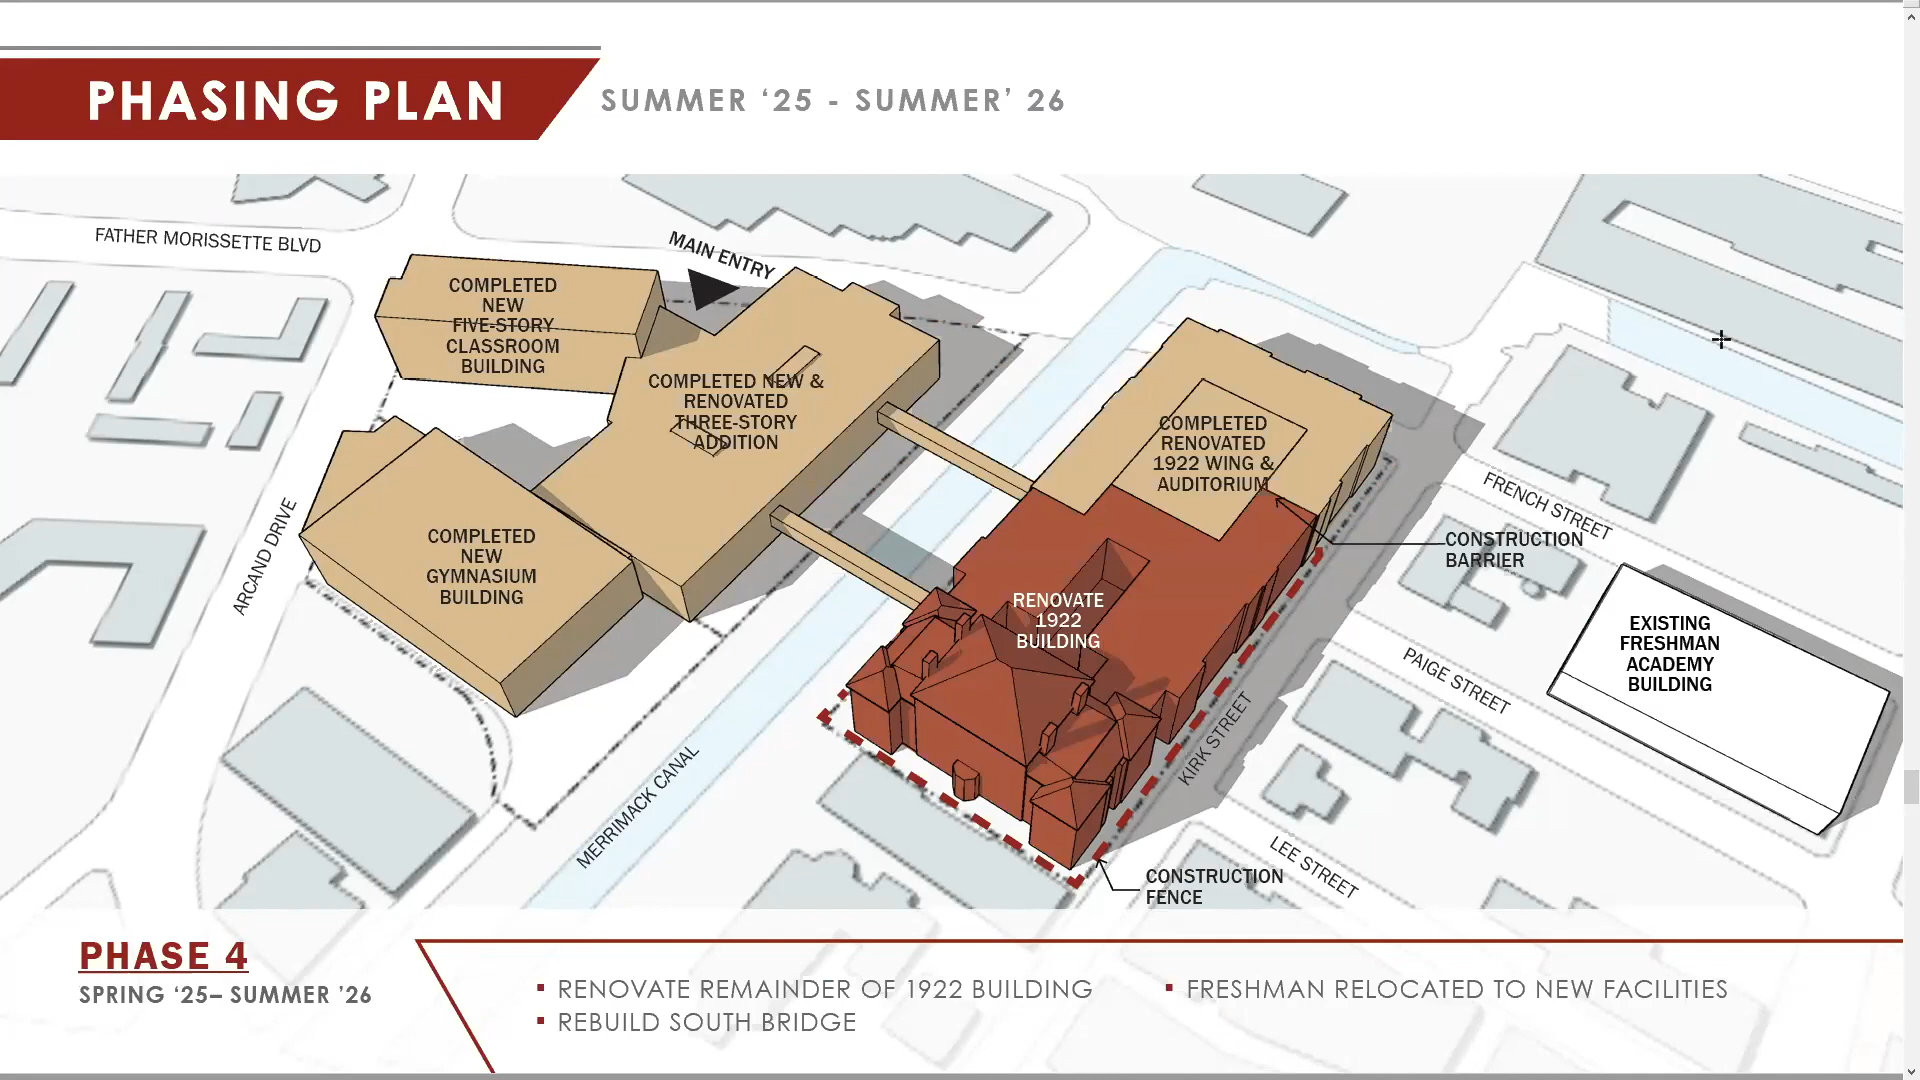 PHASING PLAN
SUMMER ‘25 - SUMMER’ 26
FATHER MORISSETTE BLVD
MAIN ENTRY
COMPLETED
NEW
FIVE-STORY
CLASSROOM
BUILDING
COMPLETED NEW &
RENOVATED
THREE-STORY
ADDITION
COMPLETED
RENOVATED
1922 WING &
AUDITORIUM
COMPLETED
NEW
GYMNASIUM
BUILDING
ARCAND DRIVE
FRENCH STREET
CONSTRUCTION
BARRIER
RENOVATE
1922
BUILDING
EXISTING
FRESHMAN
ACADEMY
BUILDING
PAIGE STREET
KIRK STREET
MERRIMACK CANAL
LEE STREET
CONSTRUCTION
FENCE
PHASE 4
SPRING ‘25– SUMMER ’26
▪ RENOVATE REMAINDER OF 1922 BUILDING
▪ REBUILD SOUTH BRIDGE
▪ FRESHMAN RELOCATED TO NEW FACILITIES